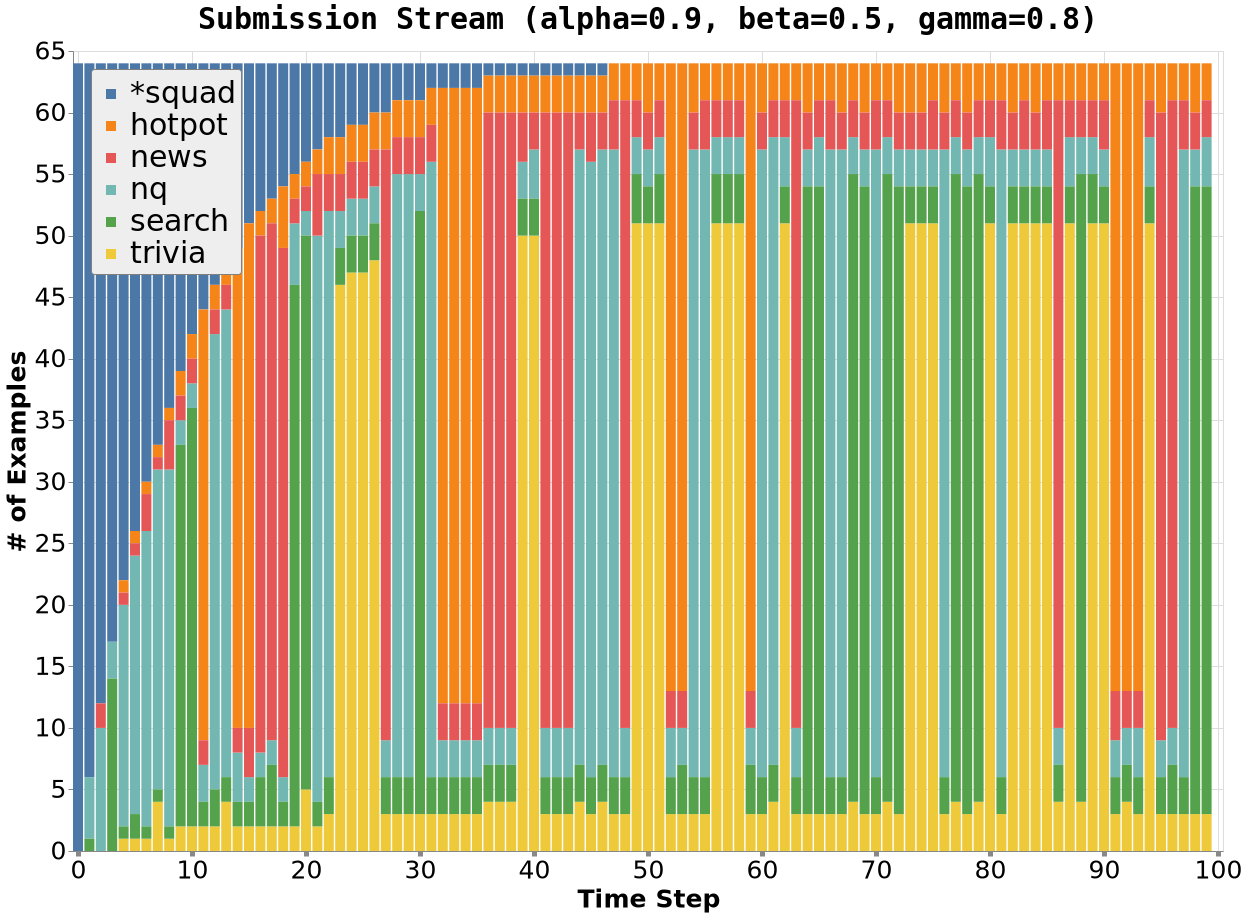 Submission Stream (alpha=0.9, beta=0.5, gamma=0.8)
65
60
55
50
45
40
35
30
25
20
15
10
5
0
# of Examples
*squad
hotpot
news
nq
search
trivia
0 10 20 30 40 50 60 70 80 90 100
Time Step